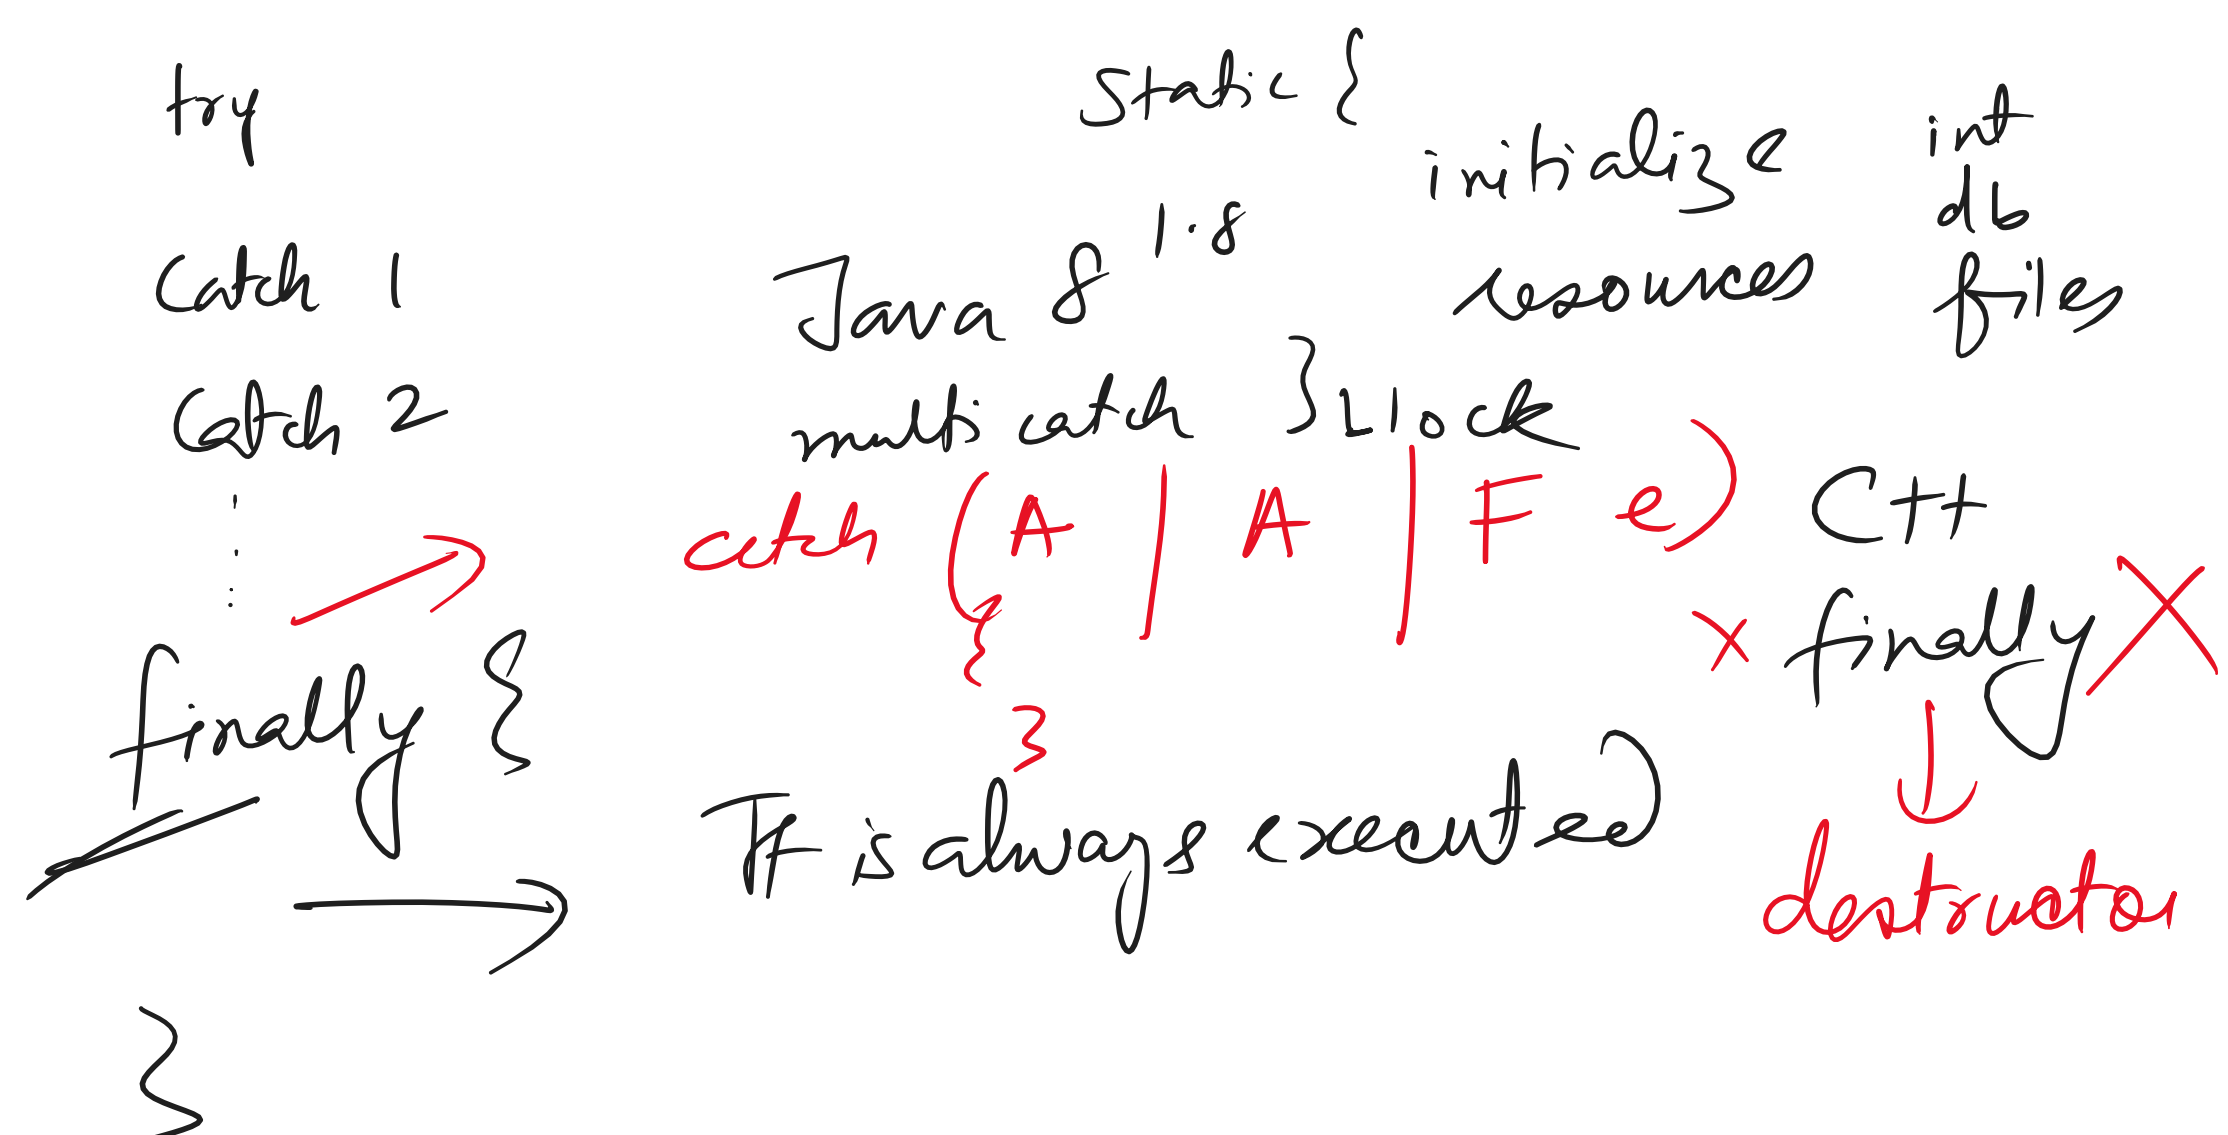 try
catch 1
catch 2
finally {
}
static {
initialize
resources
int
db
files
Java 8 1.8
multi catch } block
catch ( A | A | F e )
{
}
It is always executed
C++
x finally X
destructor